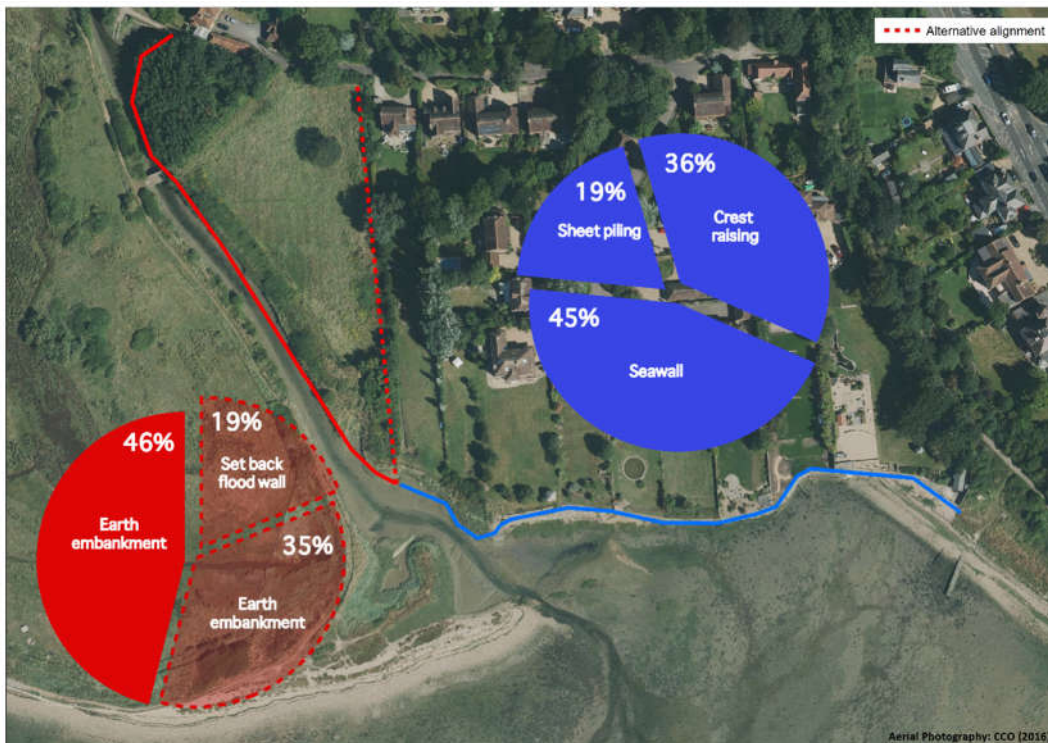 Alternative alignment
36%
Crest
raising
19%
Sheet piling
45%
Seawall
46%
Earth
embankment
19%
Set back
flood wall
35%
Earth
embankment
Aerial Photography: CCO (2016)